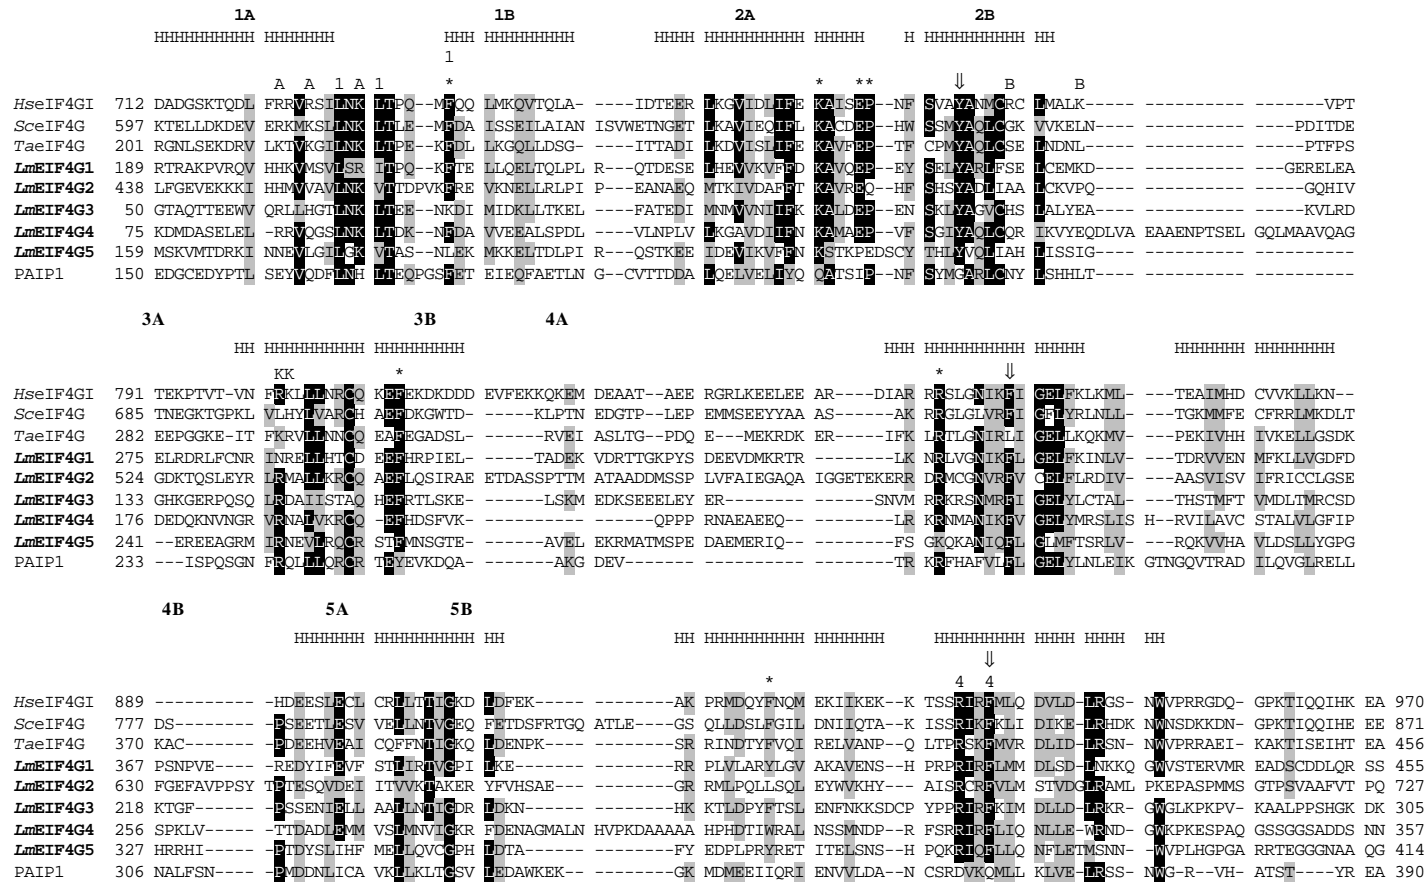 1A 1B 2A 2B
HHHHHHHHHH HHHHHHH HHH HHHHHHHHH HHHH HHHHHHHHHH HHHHH H HHHHHHHHHH HH
1
A A 1 A 1 * * ** ⇓ B B
HseIF4GI 712 DADGSKTQDL FRRVRSILNK LTPQ--MFQQ LMKQVTQLA- ----IDTEER LKGVIDLIFE KAISEP--NF SVAYANMCRC LMALK----- ---------- ---------- -------VPT
SceIF4G 597 KTELLDKDEV ERKMKSLLNK LTLE--MFDA ISSEILAIAN ISVWETNGET LKAVIEQIFL KACDEP--HW SSMYAQLCGK VVKELN---- ---------- ---------- ----PDITDE
TaeIF4G 201 RGNLSEKDRV LKTVKGILNK LTPE--KFDL LKGQLLDSG- ----ITTADI LKDVISLIFE KAVFEP--TF CPMYAQLCSE LNDNL----- ---------- ---------- -----PTFPS
LmEIF4G1 189 RTRAKPVRQV HHKVMSVLSR ITPQ--KFTE LLQELTQLPL R---QTDESE LHEVVKVFFD KAVQEP--EY SELYARLFSE LCEMKD---- ---------- ---------- --GERELEA
LmEIF4G2 438 LFGEVEKKKI HHMVVAVLNK VTTDPVKFRE VKNELLRLPI P---EANAEQ MTKIVDAFFT KAVREQ--HF SHSYADLIAA LCKVPQ---- ---------- ---------- -----GQHIV
LmEIF4G3 50 GTAQTTEEWV QRLLHGTLNK LTEE--NKDI MIDKLLTKEL ----FATEDI MNMVVNIIFK KALDEP--EN SKLYAGVCHS LALYEA---- ---------- ---------- -----KVLRD
LmEIF4G4 75 KDMDASELEL -RRVQGSLNK LTDK--NFDA VVEEALSPDL ----VLNPLV LKGAVDIIFN KAMAEP--VF SGIYAQLCQR IKVYEQDLVA EAAENPTSEL GQLMAAVQAG
LmEIF4G5 159 MSKVMTDRKI NNEVLGILGK VTAS--NLEK MKKELTDLPI R---QSTKEE IDEVIKVFFN KSTKPEDSCY THLYVQLIAH LISSIG---- ---------- ---------- ----------
PAIP1 150 EDGCEDYPTL SEYVQDFLNH LTEQPGSFET EIEQFAETLN G---CVTTDDA LQELVELIYQ QATSIP--NF SYMGARLCNY LSHHLT---- ---------- ---------- ----------
3A 3B 4A
HH HHHHHHHHHH HHHHHHHHH HHH HHHHHHHHHH HHHHH HHHHHHH HHHHHHHH
KK * * ⇓
HseIF4GI 791 TEKPTVT-VN FRKLLLNRCQ KEFEKDKDDD EVFEKKQKEM DEAAT--AEE RGRLKEELEE AR-----DIAR RRSLGNIKFI GELFKLKML- --TEAIMHD CVVKLLKN--
SceIF4G 685 TNEGKTGPKL VLHYLVARCH AEFDKGWTD- -----KLPTN EDGTP--LEP EMMSEEYYAA AS-----AK- RRGLGLVRFI GFLYRLNLL- --TGKMMFE CFRRLMKDLT
TaeIF4G 282 EEPGGKE-IT FKRVLLNNCQ EAFEGADSL- ------RVEI ASLTG--PDQ E---MEKRDK ER------IFK LRTLGNIRLI GELLKQKMV- --PEKIVHH IVKELLGSDK
LmEIF4G1 275 ELRDRLFCNR INRELLHTCD EEFHRPIEL- -----TADEK VDRTTGKPYS DEEVDMKRTR ---------LK NRLVGNIKFL GELFKINLV- --TDRVVEN MFKLLVGDFD
LmEIF4G2 524 GDKTQSLEYR LRMALLKRCQ AEFLQSIRAE ETDASSPTTM ATAADDMSSP LVFAIEGAQA IGGETEKERR DRMCGNVRFV CELFLRDIV- --AASVISV IFRICCLGSE
LmEIF4G3 133 GHKGERPQSQ LRDAIISTAQ HEFRTLSKE- ------LSKM EDKSEEELEY ER-------- ------SNVM RRKRSNMRFI GELYLCTAL- --THSTMFT VMDLTMRCSD
LmEIF4G4 176 DEDQKNVNGR VRNALVKRCQ -EFHDSFVK- ---------- -----QPPP RNAEAEEQ-- --------LR KRNMANIKFV GELYMRSLIS H--RVILAVC STALVLGFIP
LmEIF4G5 241 --EREEAGRMI IRNEVLRQCR STFMNSGTE- ------AVEL EKRMATMSPE DAEMERIQ-- -------FSG KQKANIQFL GLMFTSRLV- --RQKVVHA VLDSLLYGPG
PAIP1 233 ---ISPQSGN FRQLLLQRCR TEYEVKDQA- ------AKG DEV------- ---------- -------TR KRFHAFVLFL GELYLNLEIK GTNGQVTRAD ILQVGLRELL
4B 5A 5B
HHHHHHH HHHHHHHHHH HH HH HHHHHHHHHH HHHHHHH HHHHHHHHH HHHH HHHH HH
⇓
* 4 4
HseIF4GI 889 ----------- -HDEESLECL CRLLTTIGKD LDFEK----- ---------AK PRMDQYFNQM EKIIKEK--K TSSRIRFMLQ DVLD-LRGS- NWVPRRGDQ- GPKTIQQIHK EA 970
SceIF4G 777 DS-------- --PSEETLESV VELLNTVGEQ FETDSFRTGQ ATLE----GS QLLDSLFGIL DNIIQTA--K ISSRIKFKLI DIKE-LRHDK NWNSDKKDN- GPKTIQQIHE EE 871
TaeIF4G 370 KAC------- --PDEEHVEAI CQFFNTIGKQ LDENPK---- --------SR RINDTYFVQI RELVANP--Q LTPRSKFMVR DLIDL-LRSN- NWVPRRAEI- KAKTISEIHT EA 456
LmEIF4G1 367 PSNPVE---- --REDYIFEVF STLIRTVGPI LKE------- --------RR PLVLARYLGV AKAVENS--H PRPRIRFLMM DLSD-LNKKQ GWVSTERVMR EADSCDDLQR SS 455
LmEIF4G2 630 FGEFAVPPSY TPTESQVDEI ITVVKTAKER YFVHSAE--- --------GR RMLPQLLSQL EYWVKHY---A ISRCRFVLM STVDGLRAML PKEPASPMMS GTPSVAAFVT PQ 727
LmEIF4G3 218 KTGF------ --PSSENIELL AALLNTIGDR LDKN------ --------HK KTLDPYFTSL ENFNKKSDCP YPPRIRFKIM DLLD-LRKR- GWGLKPKPV- KAALPPSHGK DK 305
LmEIF4G4 256 SPKLV----- --TTDADLEMM VSLMNVIGKR FDENAGMALN HVPKDAAAAA HPHDTIWRAL NSSMNDP--R FSRRIRFLIQ NLLE-WRND- GWKPKESPAQ GSSGGSADDS NN 357
LmEIF4G5 327 HRRHI----- --PTDYSLIHF MELLQVCGPH LDTA------ --------FY EDPLPRYRET ITELSNS--H PQKRIQFLLQ NFLETMSNN- --WVPLHGPGA RRTEGGGNAA QG 414
PAIP1 306 NALFSN---- --PMDDNLICA VKLLKLTGSV LEDAWKEK-- --------GK MDMEEIIQRI ENVVLDA--N CSRDVKQMLL KLVE-LRSS- NWG-R--VH- ATST----YR EA 390